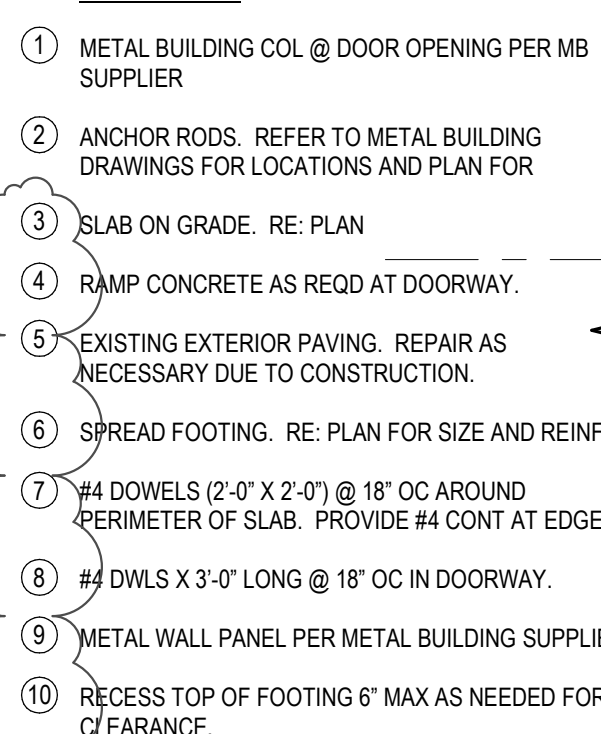 1 METAL BUILDING COL @ DOOR OPENING PER MB
SUPPLIER
2 ANCHOR RODS. REFER TO METAL BUILDING
DRAWINGS FOR LOCATIONS AND PLAN FOR
3 SLAB ON GRADE. RE: PLAN
4 RAMP CONCRETE AS REQD AT DOORWAY.
5 EXISTING EXTERIOR PAVING. REPAIR AS
NECESSARY DUE TO CONSTRUCTION.
6 SPREAD FOOTING. RE: PLAN FOR SIZE AND REINF
7 #4 DOWELS (2’-0” X 2’-0”) @ 18” OC AROUND
PERIMETER OF SLAB. PROVIDE #4 CONT AT EDGE
8 #4 DWLS X 3’-0” LONG @ 18” OC IN DOORWAY.
9 METAL WALL PANEL PER METAL BUILDING SUPPLIE
10 RECESS TOP OF FOOTING 6” MAX AS NEEDED FOR
CLEARANCE.